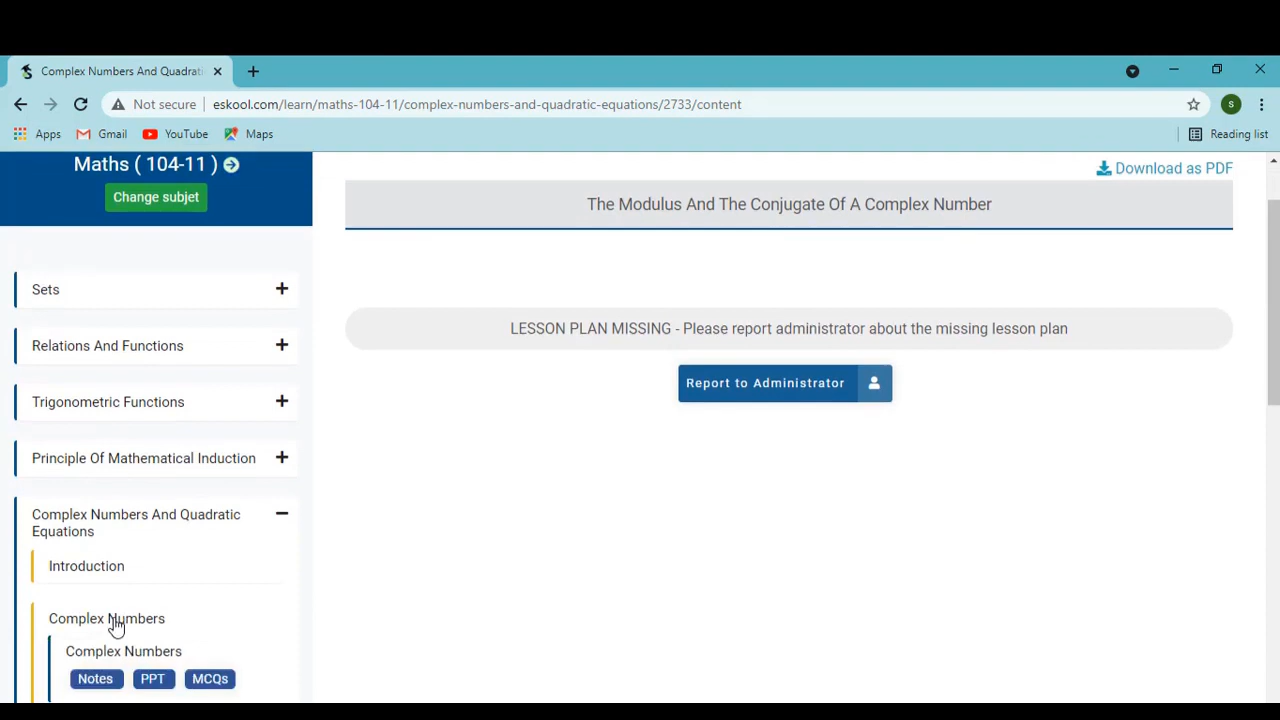 Complex Numbers And Quadrati
Not secure
eskool.com/learn/maths-104-11/complex-numbers-and-quadratic-equations/2733/content
S
Apps
Gmail
YouTube
Maps
Reading list
Maths ( 104-11 )
Change subjet
Sets
Relations And Functions
Trigonometric Functions
Principle Of Mathematical Induction
Complex Numbers And Quadratic
Equations
Introduction
Complex Numbers
Complex Numbers
Notes
PPT
MCQs
Download as PDF
The Modulus And The Conjugate Of A Complex Number
LESSON PLAN MISSING - Please report administrator about the missing lesson plan
Report to Administrator